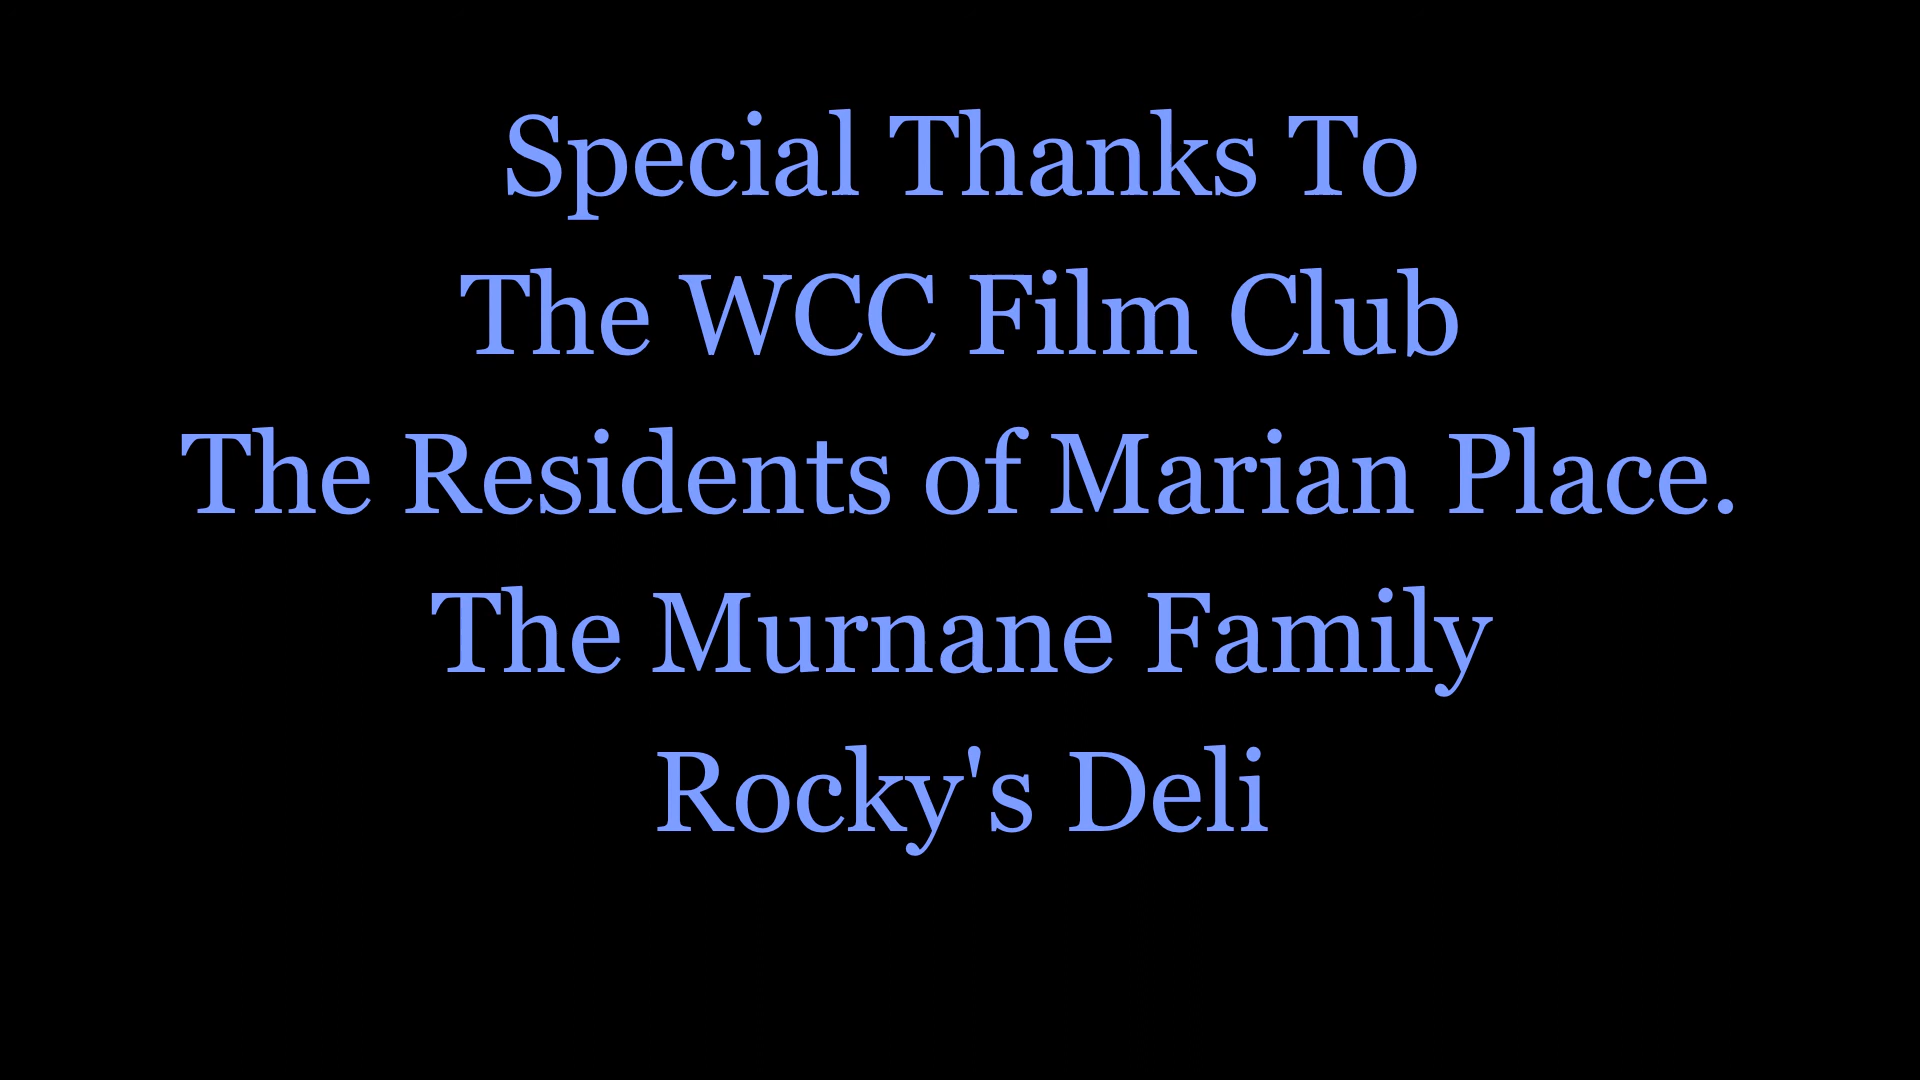 Special Thanks To
The WCC Film Club
The Residents of Marian Place.
The Murnane Family
Rocky's Deli